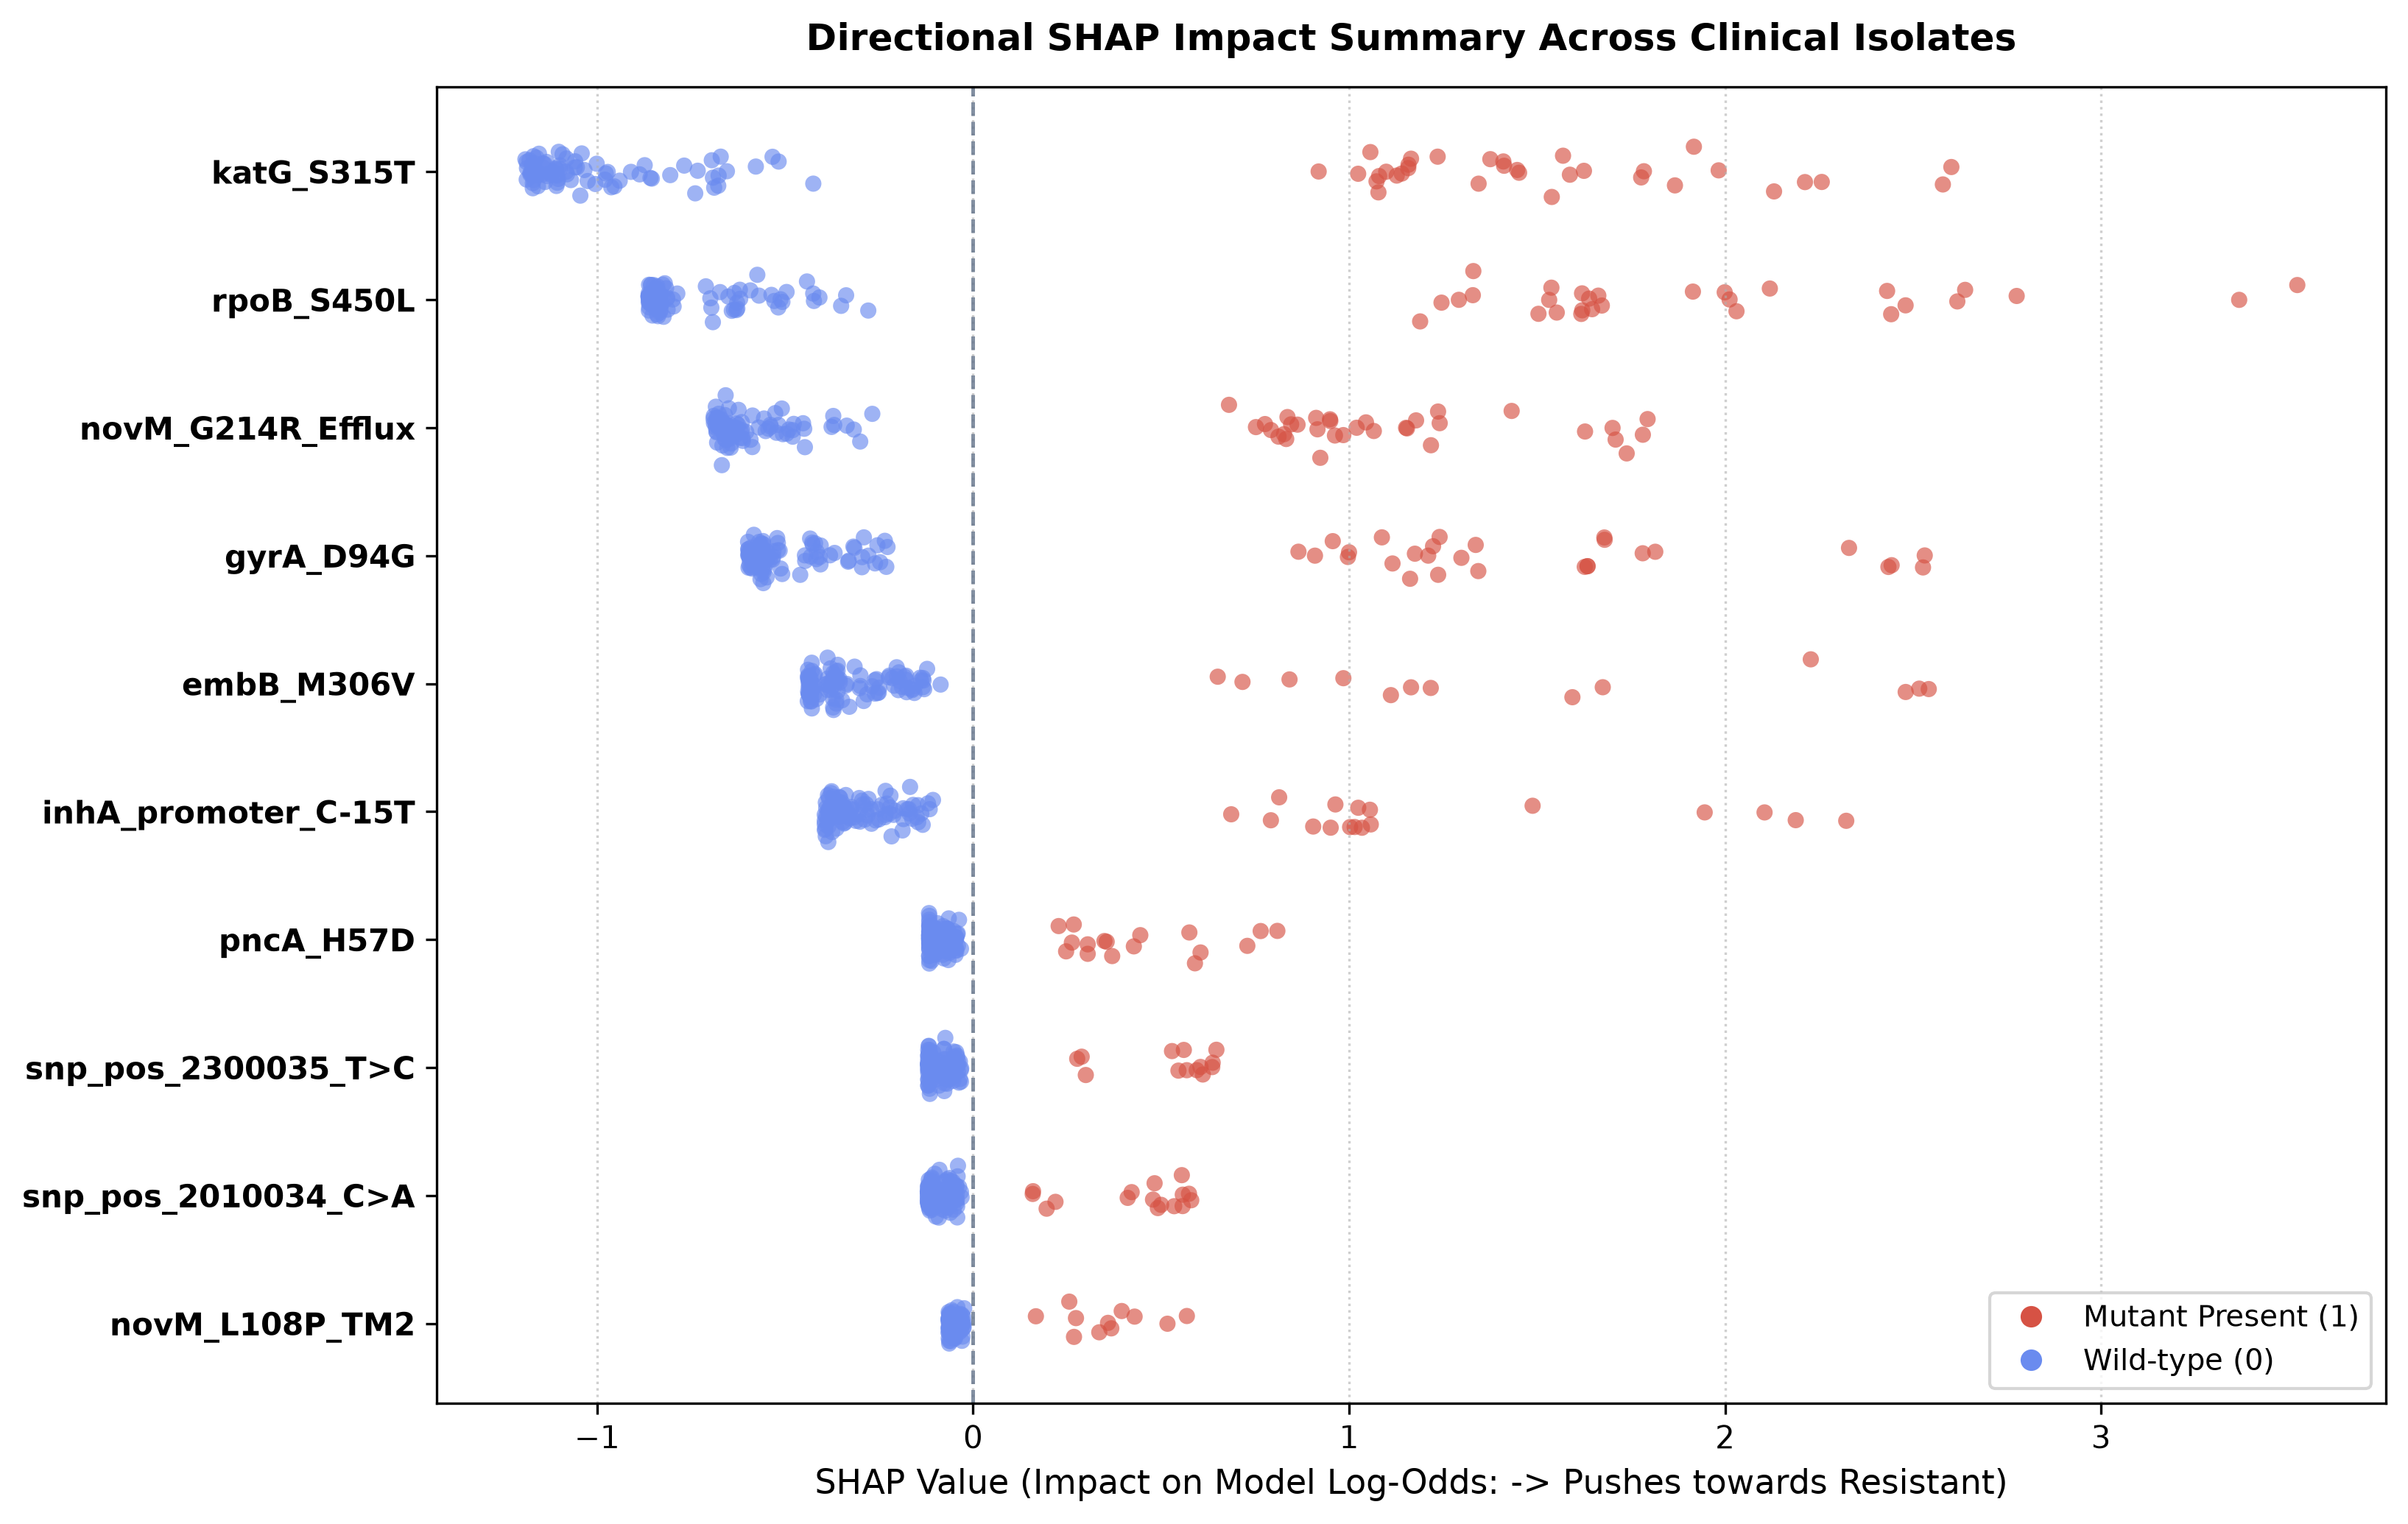 Directional SHAP Impact Summary Across Clinical Isolates
katG_S315T
rpoB_S450L
novM_G214R_Efflux
gyrA_D94G
embB_M306V
inhA_promoter_C-15T
pncA_H57D
snp_pos_2300035_T>C
snp_pos_2010034_C>A
novM_L108P_TM2
Mutant Present (1)
Wild-type (0)
−1 0 1 2 3
SHAP Value (Impact on Model Log-Odds: -> Pushes towards Resistant)